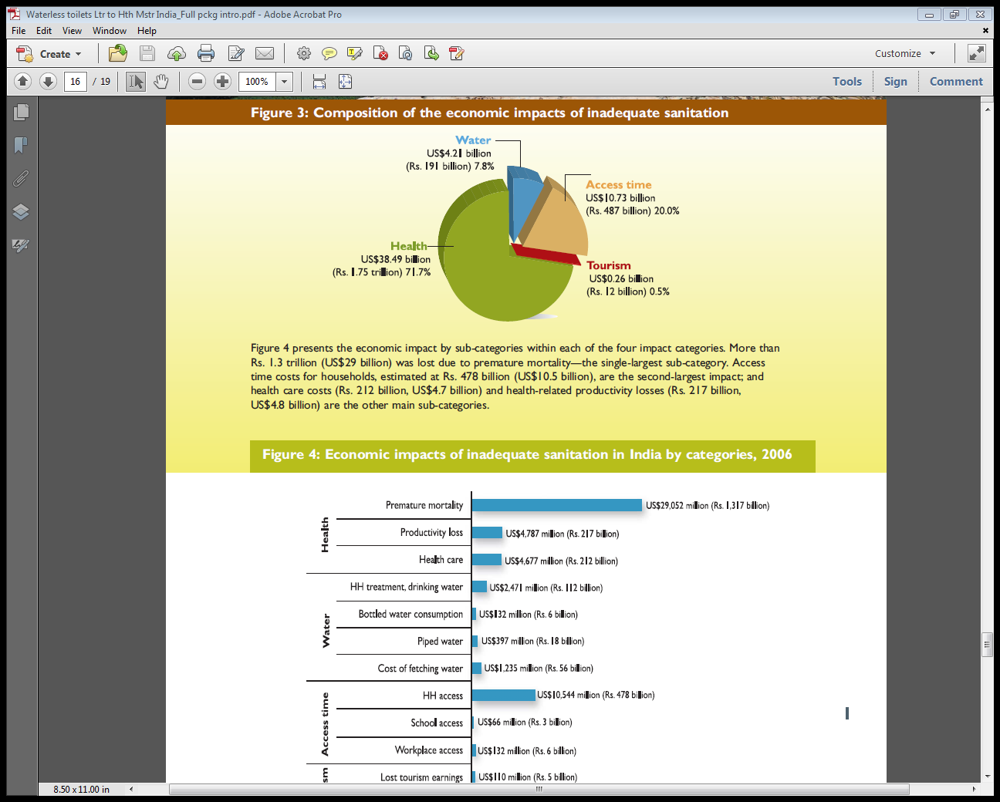 Waterless toilets Ltr to Hth Mstr India_Full pckg intro.pdf - Adobe Acrobat Pro
File Edit View Window Help
Create
Customize
16 / 19
100%
Tools Sign Comment
Figure 3: Composition of the economic impacts of inadequate sanitation
Water
US$4.21 billion
(Rs. 191 billion) 7.8%
Access time
US$10.73 billion
(Rs. 487 billion) 20.0%
Health
US$38.49 billion
(Rs. 1.75 trillion) 71.7%
Tourism
US$0.26 billion
(Rs. 12 billion) 0.5%
Figure 4 presents the economic impact by sub-categories within each of the four impact categories. More than
Rs. 1.3 trillion (US$29 billion) was lost due to premature mortality—the single-largest sub-category. Access
time costs for households, estimated at Rs. 478 billion (US$10.5 billion), are the second-largest impact; and
health care costs (Rs. 212 billion, US$4.7 billion) and health-related productivity losses (Rs. 217 billion,
US$4.8 billion) are the other main sub-categories.
Figure 4: Economic impacts of inadequate sanitation in India by categories, 2006
Health
Premature mortality US$29,052 million (Rs. 1,317 billion)
Productivity loss US$4,787 million (Rs. 217 billion)
Health care US$4,677 million (Rs. 212 billion)
Water
HH treatment, drinking water US$2,471 million (Rs. 112 billion)
Bottled water consumption US$132 million (Rs. 6 billion)
Piped water US$397 million (Rs. 18 billion)
Cost of fetching water US$1,235 million (Rs. 56 billion)
Access time
HH access US$10,544 million (Rs. 478 billion)
School access US$66 million (Rs. 3 billion)
Workplace access US$132 million (Rs. 6 billion)
sm
Lost tourism earnings US$110 million (Rs. 5 billion)
8.50 x 11.00 in